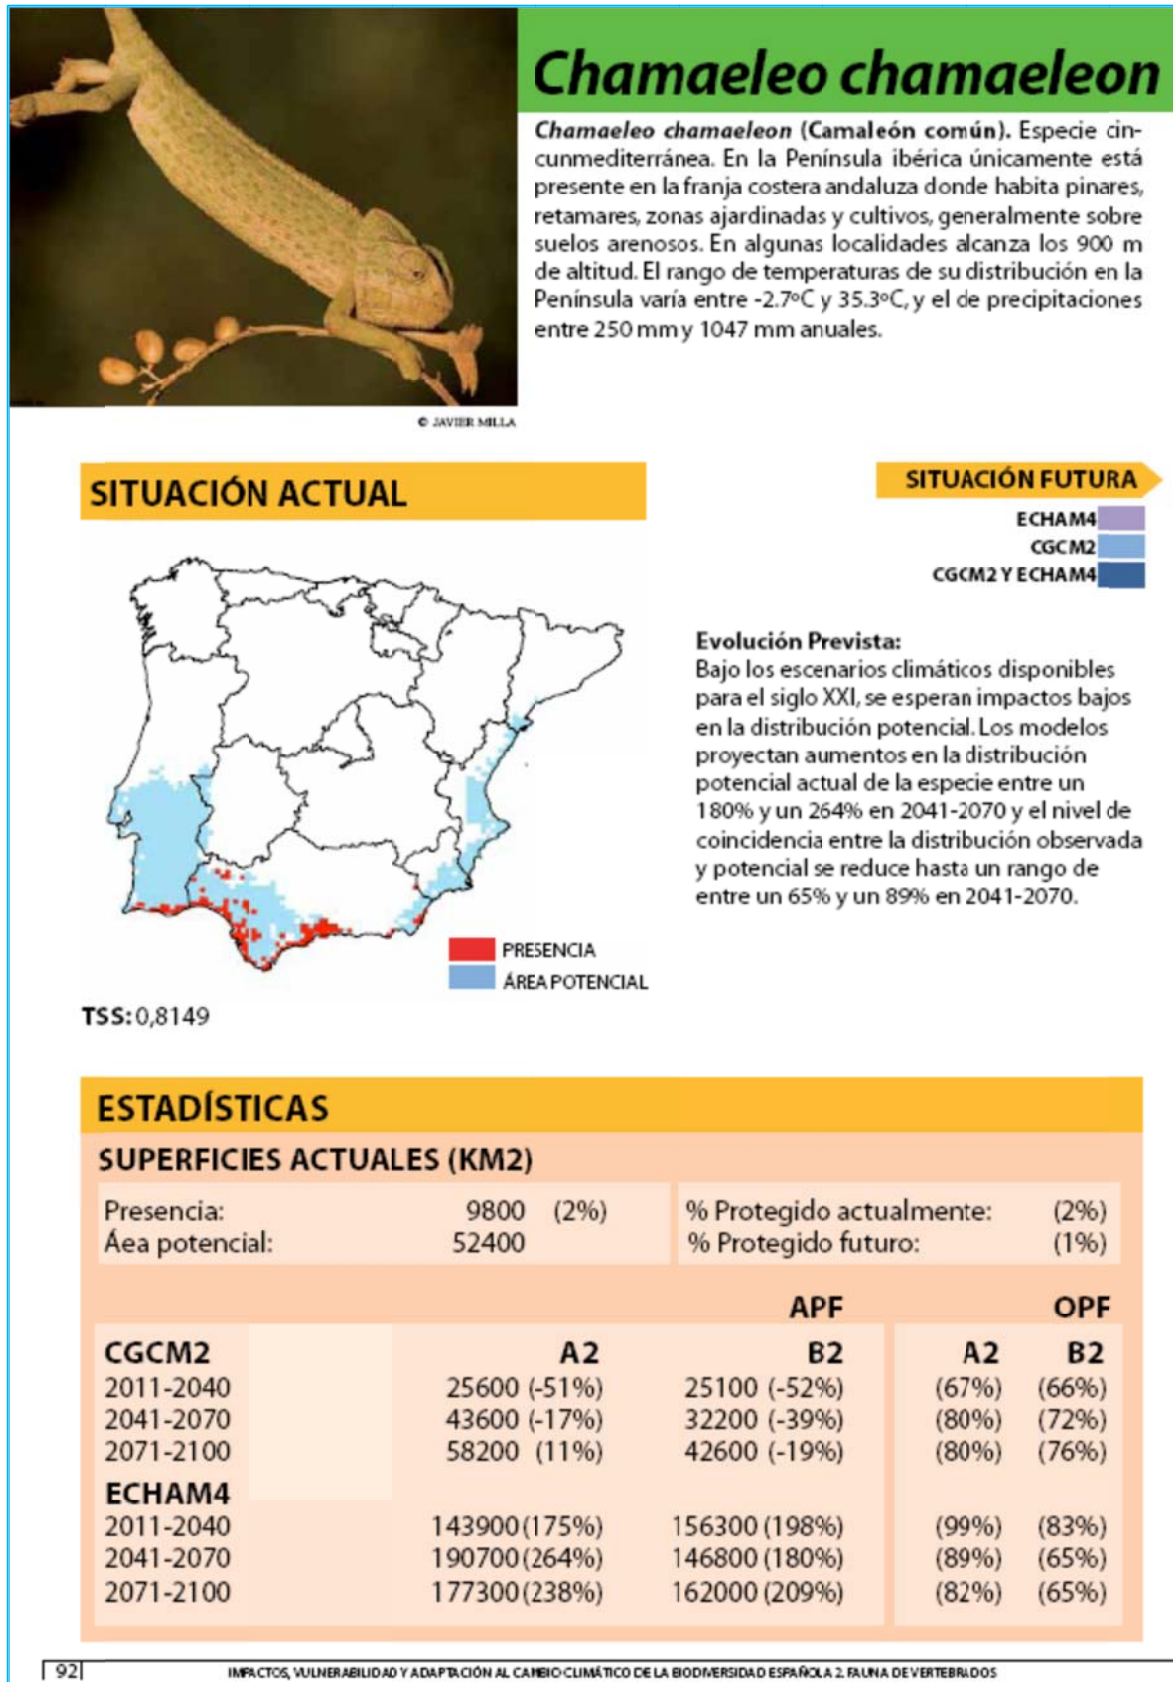 Chamaeleo chamaeleon
Chamaeleo chamaeleon (Camaleón común). Especie cin-
cunmediterránea. En la Península ibérica únicamente está
presente en la franja costera andaluza donde habita pinares,
retamares, zonas ajardinadas y cultivos, generalmente sobre
suelos arenosos. En algunas localidades alcanza los 900 m
de altitud. El rango de temperaturas de su distribución en la
Península varía entre -2.7ºC y 35.3ºC, y el de precipitaciones
entre 250 mm y 1047 mm anuales.
© JAVIER MILLA
SITUACIÓN ACTUAL
SITUACIÓN FUTURA
ECHAM4
CGCM2
CGCM2 Y ECHAM4
Evolución Prevista:
Bajo los escenarios climáticos disponibles
para el siglo XXI, se esperan impactos bajos
en la distribución potencial. Los modelos
proyectan aumentos en la distribución
potencial actual de la especie entre un
180% y un 264% en 2041-2070 y el nivel de
coincidencia entre la distribución observada
y potencial se reduce hasta un rango de
entre un 65% y un 89% en 2041-2070.
PRESENCIA
ÁREA POTENCIAL
TSS: 0,8149
ESTADÍSTICAS
SUPERFICIES ACTUALES (KM2)
Presencia: 9800 (2%) % Protegido actualmente: (2%)
Áea potencial: 52400 % Protegido futuro: (1%)
APF OPF
CGCM2 A2 B2 A2 B2
2011-2040 25600 (-51%) 25100 (-52%) (67%) (66%)
2041-2070 43600 (-17%) 32200 (-39%) (80%) (72%)
2071-2100 58200 (11%) 42600 (-19%) (80%) (76%)
ECHAM4
2011-2040 143900 (175%) 156300 (198%) (99%) (83%)
2041-2070 190700 (264%) 146800 (180%) (89%) (65%)
2071-2100 177300 (238%) 162000 (209%) (82%) (65%)
92 IMPACTOS, VULNERABILIDAD Y ADAPTACIÓN AL CAMBIO CLIMÁTICO DE LA BIODIVERSIDAD ESPAÑOLA 2. FAUNA DE VERTEBRADOS